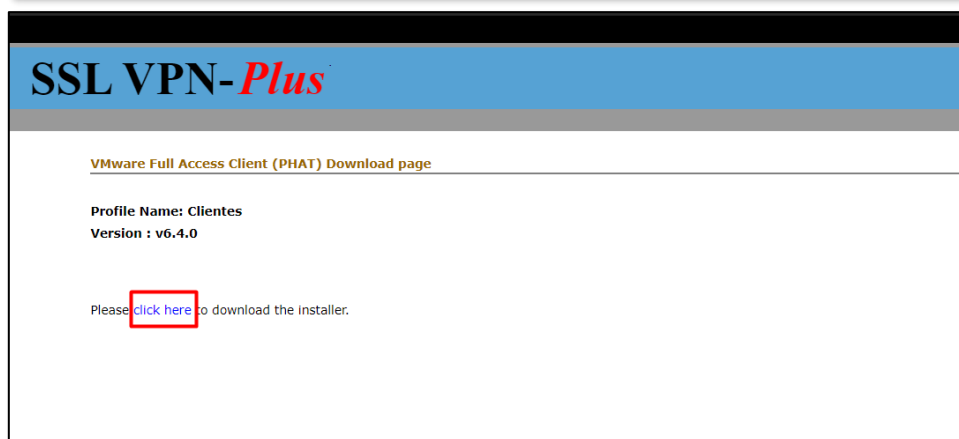 SSL VPN-Plus
VMware Full Access Client (PHAT) Download page
Profile Name: Clientes
Version : v6.4.0
Please click here to download the installer.